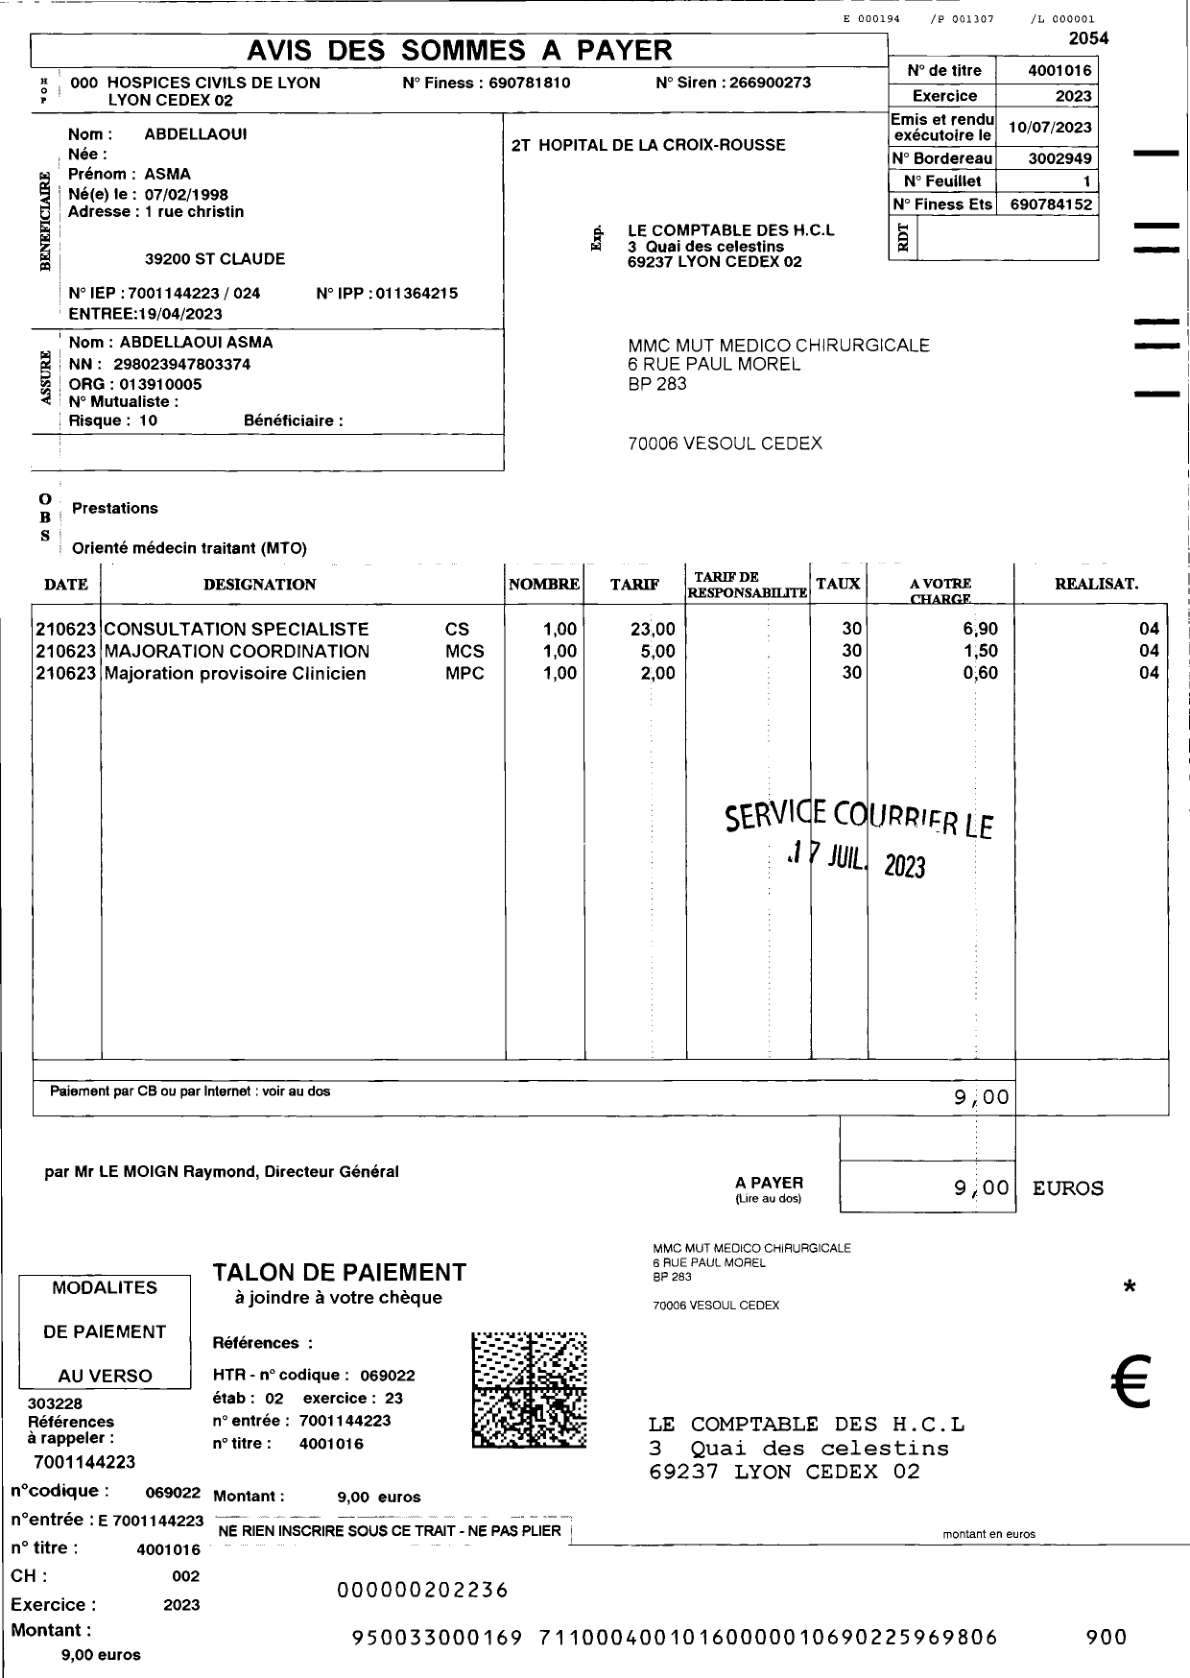 E 000194 /P 001307 /L 000001
2054
AVIS DES SOMMES A PAYER
HOP
000 HOSPICES CIVILS DE LYON N° Finess : 690781810 N° Siren : 266900273
LYON CEDEX 02
N° de titre 4001016
Exercice 2023
Emis et rendu exécutoire le 10/07/2023
N° Bordereau 3002949
N° Feuillet 1
N° Finess Ets 690784152
RDT
BENEFICIAIRE
Nom : ABDELLAOUI
Née :
Prénom : ASMA
Né(e) le : 07/02/1998
Adresse : 1 rue christin
39200 ST CLAUDE
N° IEP : 7001144223 / 024 N° IPP : 011364215
ENTREE:19/04/2023
2T HOPITAL DE LA CROIX-ROUSSE
Exp.
LE COMPTABLE DES H.C.L
3 Quai des celestins
69237 LYON CEDEX 02
ASSURE
Nom : ABDELLAOUI ASMA
NN : 298023947803374
ORG : 013910005
N° Mutualiste :
Risque : 10 Bénéficiaire :
MMC MUT MEDICO CHIRURGICALE
6 RUE PAUL MOREL
BP 283
70006 VESOUL CEDEX
OBS
Prestations
Orienté médecin traitant (MTO)
DATE DESIGNATION NOMBRE TARIF TARIF DE RESPONSABILITE TAUX A VOTRE CHARGE REALISAT.
210623 CONSULTATION SPECIALISTE CS 1,00 23,00 30 6,90 04
210623 MAJORATION COORDINATION MCS 1,00 5,00 30 1,50 04
210623 Majoration provisoire Clinicien MPC 1,00 2,00 30 0,60 04
SERVICE COURRIER LE
17 JUIL. 2023
Paiement par CB ou par Internet : voir au dos 9,00
par Mr LE MOIGN Raymond, Directeur Général
A PAYER 9,00 EUROS
(Lire au dos)
MODALITES
DE PAIEMENT
AU VERSO
303228
Références
à rappeler :
7001144223
n°codique : 069022
n°entrée : E 7001144223
n° titre : 4001016
CH : 002
Exercice : 2023
Montant :
9,00 euros
TALON DE PAIEMENT
à joindre à votre chèque
Références :
HTR - n° codique : 069022
étab : 02 exercice : 23
n° entrée : 7001144223
n° titre : 4001016
Montant : 9,00 euros
NE RIEN INSCRIRE SOUS CE TRAIT - NE PAS PLIER
MMC MUT MEDICO CHIRURGICALE
6 RUE PAUL MOREL
BP 283
70006 VESOUL CEDEX
*
€
LE COMPTABLE DES H.C.L
3 Quai des celestins
69237 LYON CEDEX 02
montant en euros
000000202236
950033000169 711000400101600000106902259698​06 900